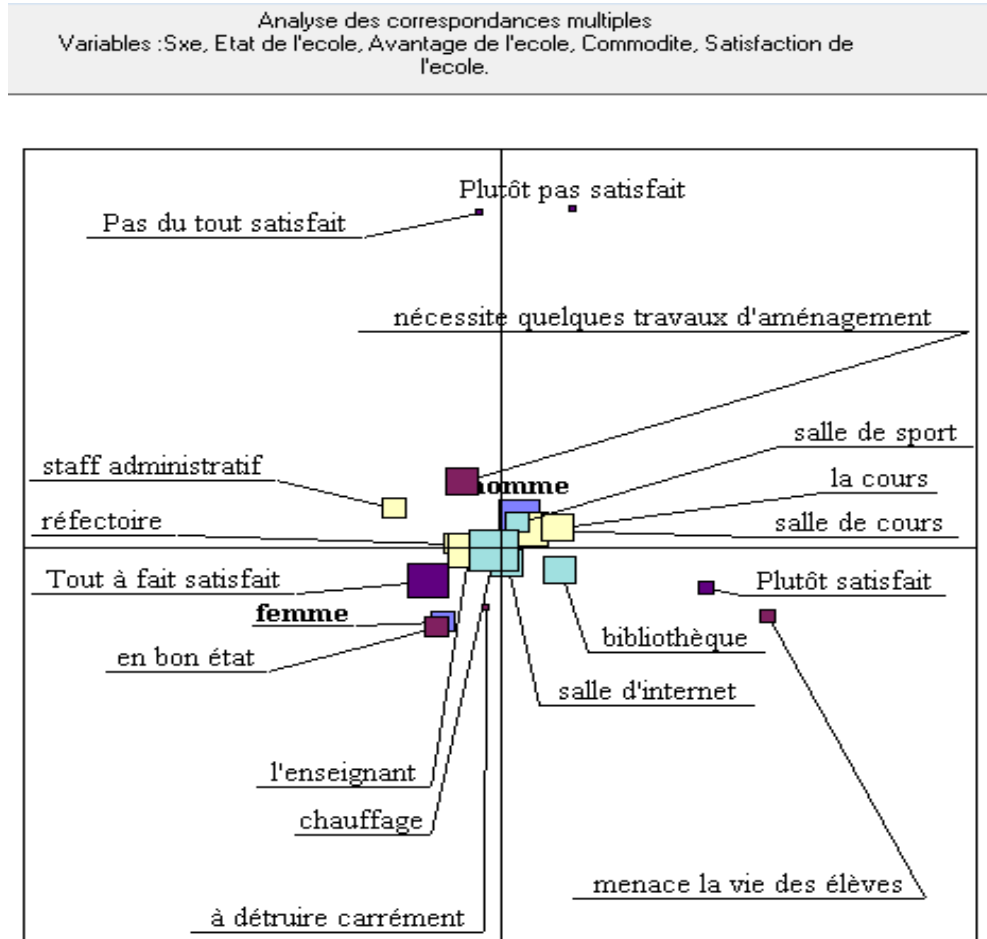 Analyse des correspondances multiples
Variables :Sxe, Etat de l'ecole, Avantage de l'ecole, Commodite, Satisfaction de
l'ecole.
Plutôt pas satisfait
Pas du tout satisfait
nécessite quelques travaux d'aménagement
salle de sport
staff administratif
la cours
homme
réfectoire
salle de cours
Tout à fait satisfait
Plutôt satisfait
femme
bibliothèque
en bon état
salle d'internet
l'enseignant
chauffage
menace la vie des élèves
à détruire carrément